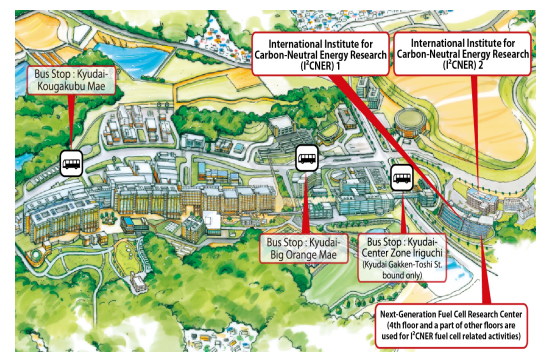 International Institute for
Carbon-Neutral Energy Research
(I²CNER) 1
International Institute for
Carbon-Neutral Energy Research
(I²CNER) 2
Bus Stop : Kyudai-
Kougakubu Mae
Bus Stop : Kyudai-
Big Orange Mae
Bus Stop : Kyudai-
Center Zone Iriguchi
(Kyudai Gakken-Toshi St.
bound only)
Next-Generation Fuel Cell Research Center
(4th floor and a part of other floors are
used for I²CNER fuel cell related activities)